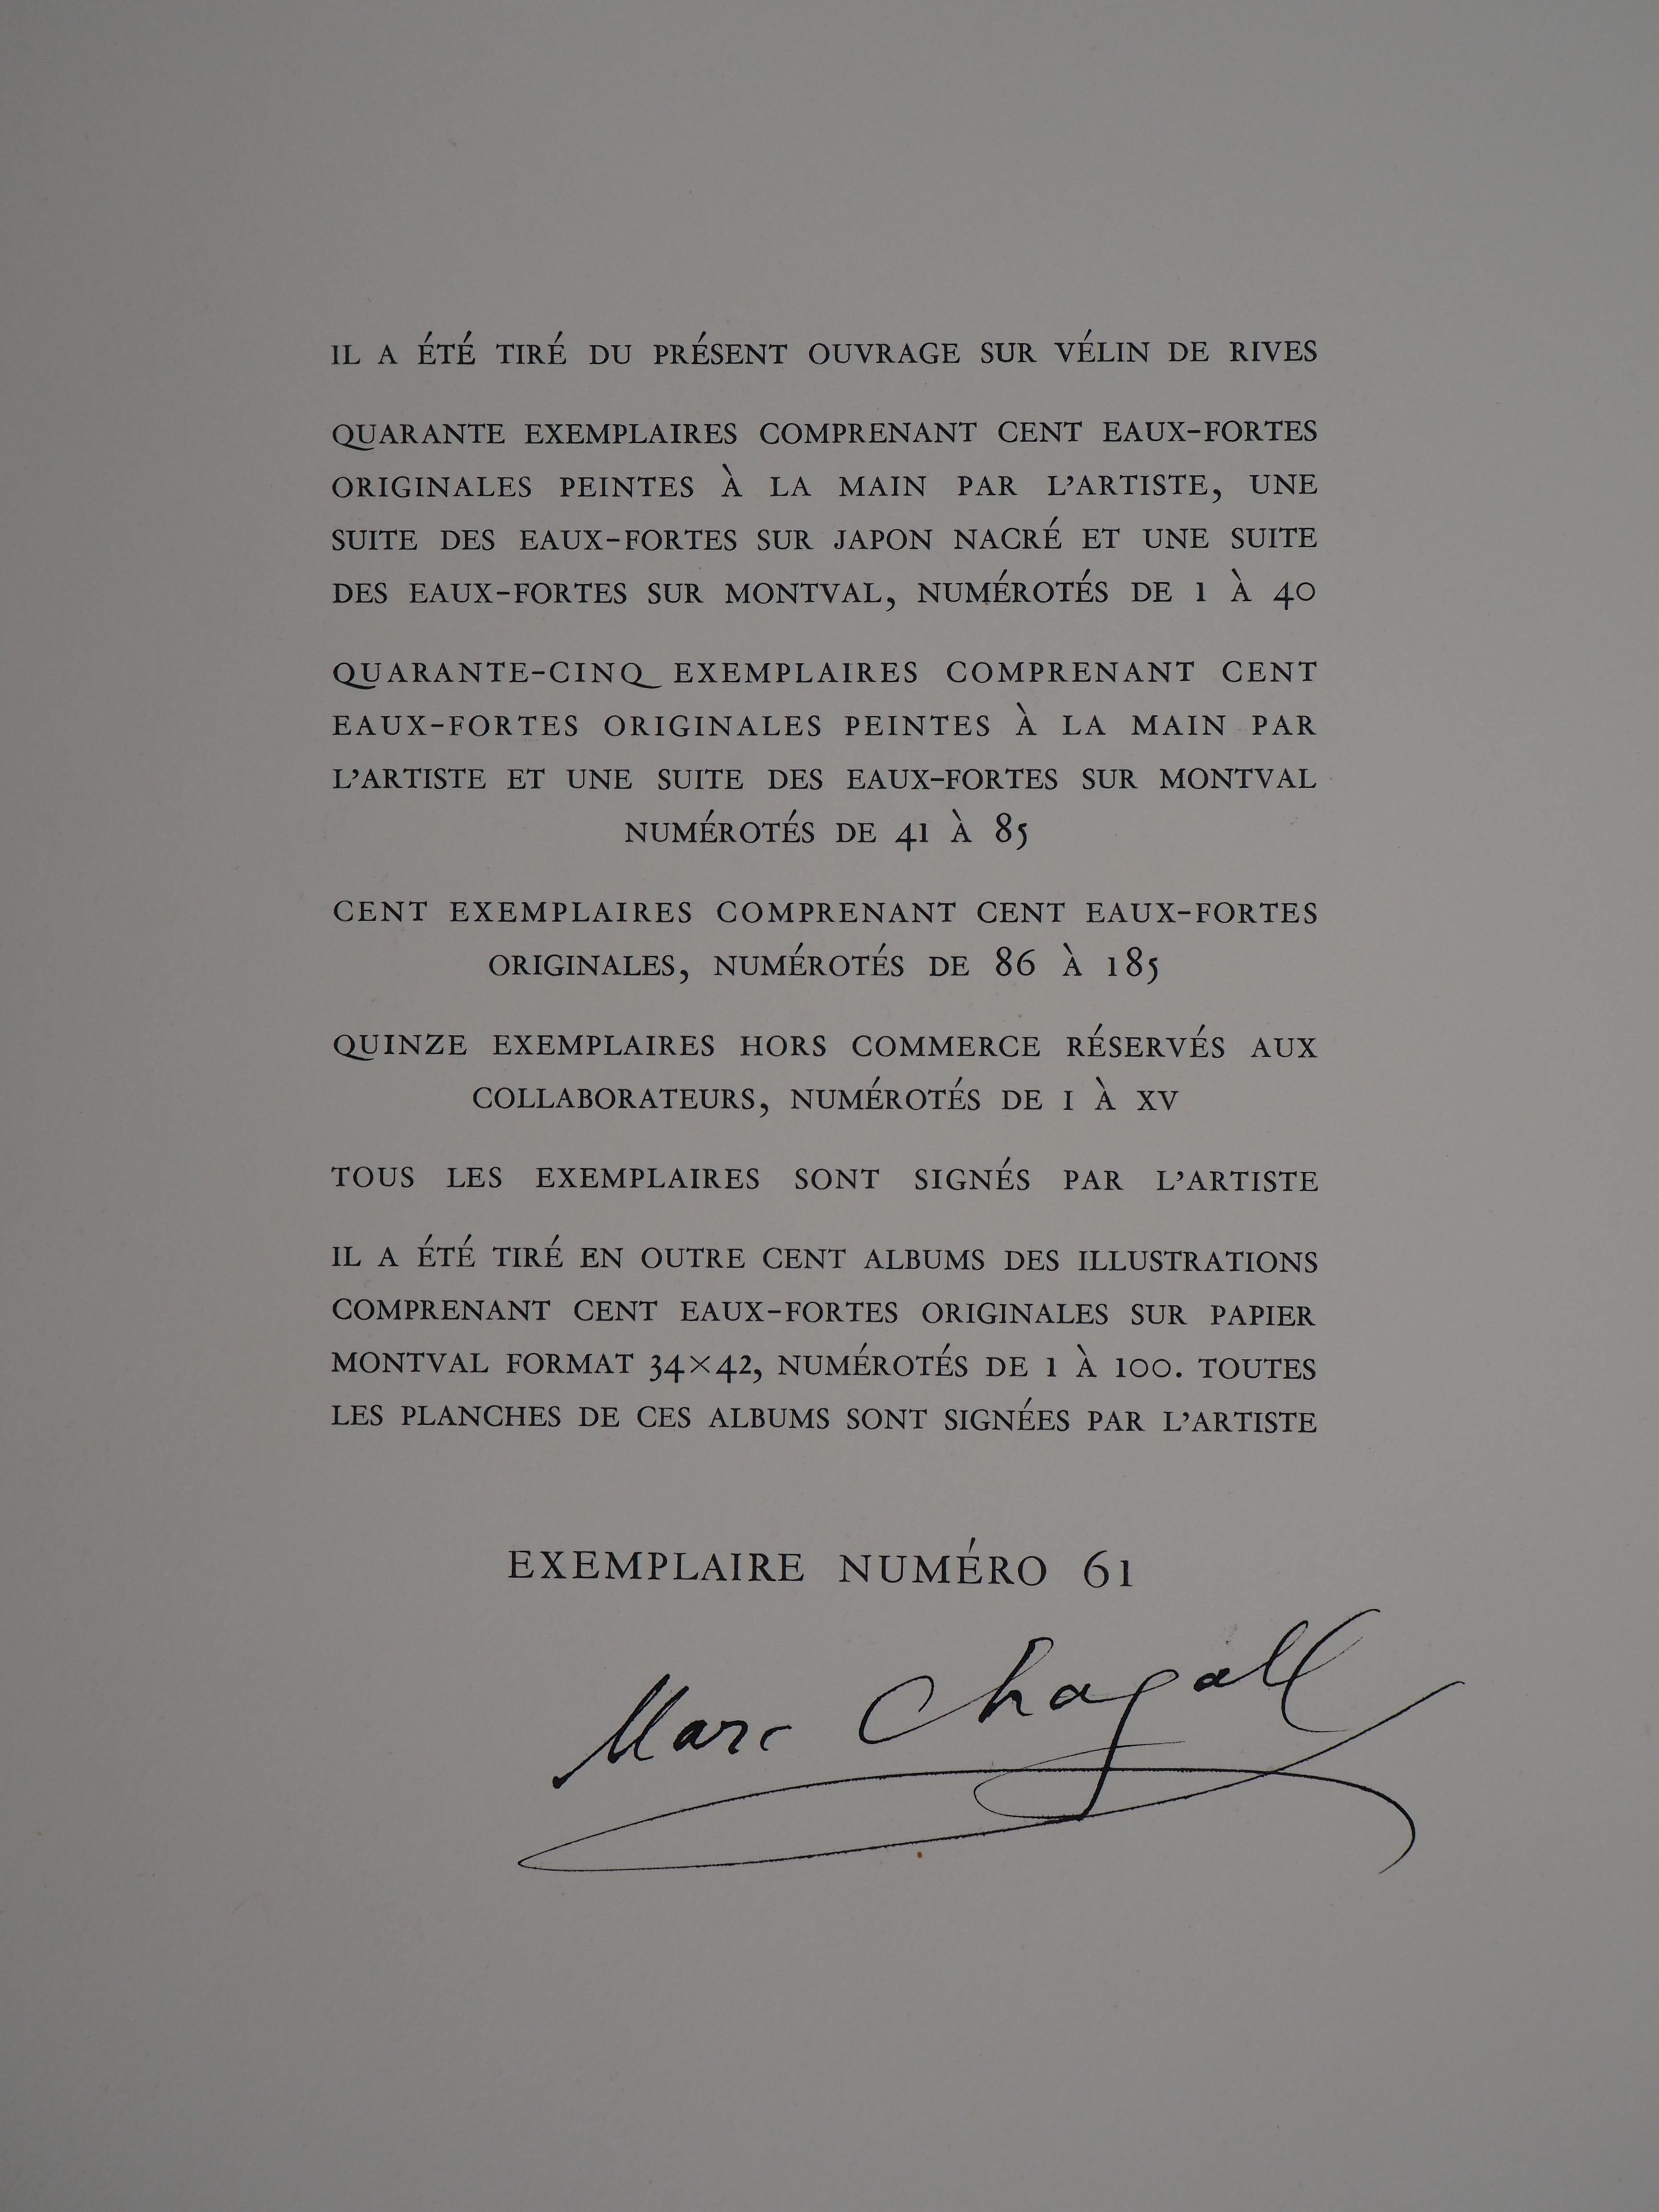 IL A ÉTÉ TIRÉ DU PRÉSENT OUVRAGE SUR VÉLIN DE RIVES
QUARANTE EXEMPLAIRES COMPRENANT CENT EAUX-FORTES
ORIGINALES PEINTES À LA MAIN PAR L'ARTISTE, UNE
SUITE DES EAUX-FORTES SUR JAPON NACRÉ ET UNE SUITE
DES EAUX-FORTES SUR MONTVAL, NUMÉROTÉS DE 1 À 40
QUARANTE-CINQ EXEMPLAIRES COMPRENANT CENT
EAUX-FORTES ORIGINALES PEINTES À LA MAIN PAR
L'ARTISTE ET UNE SUITE DES EAUX-FORTES SUR MONTVAL
NUMÉROTÉS DE 41 À 85
CENT EXEMPLAIRES COMPRENANT CENT EAUX-FORTES
ORIGINALES, NUMÉROTÉS DE 86 À 185
QUINZE EXEMPLAIRES HORS COMMERCE RÉSERVÉS AUX
COLLABORATEURS, NUMÉROTÉS DE I À XV
TOUS LES EXEMPLAIRES SONT SIGNÉS PAR L'ARTISTE
IL A ÉTÉ TIRÉ EN OUTRE CENT ALBUMS DES ILLUSTRATIONS
COMPRENANT CENT EAUX-FORTES ORIGINALES SUR PAPIER
MONTVAL FORMAT 34×42, NUMÉROTÉS DE 1 À 100. TOUTES
LES PLANCHES DE CES ALBUMS SONT SIGNÉES PAR L'ARTISTE
EXEMPLAIRE NUMÉRO 61
Marc Chagall